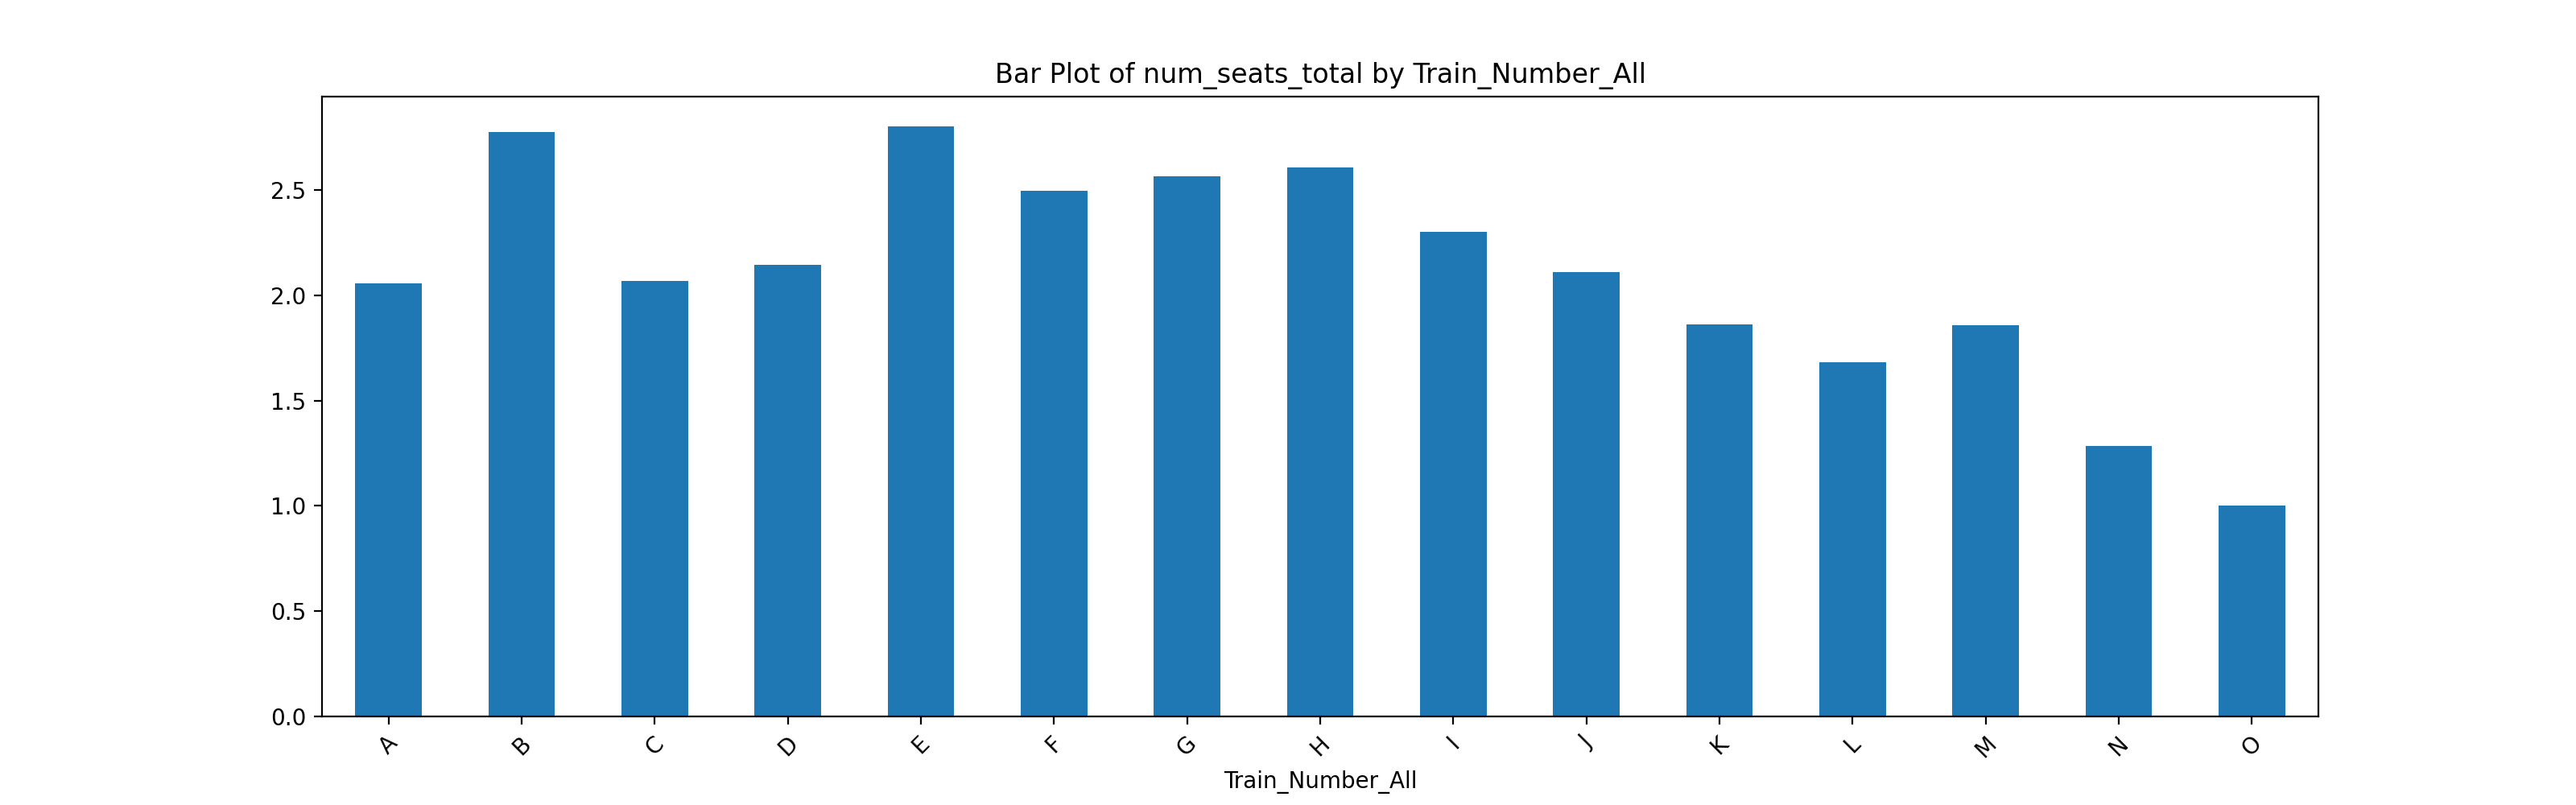 Bar Plot of num_seats_total by Train_Number_All
2.5
2.0
1.5
1.0
0.5
0.0
A B C D E F G H I J K L M N O
Train_Number_All